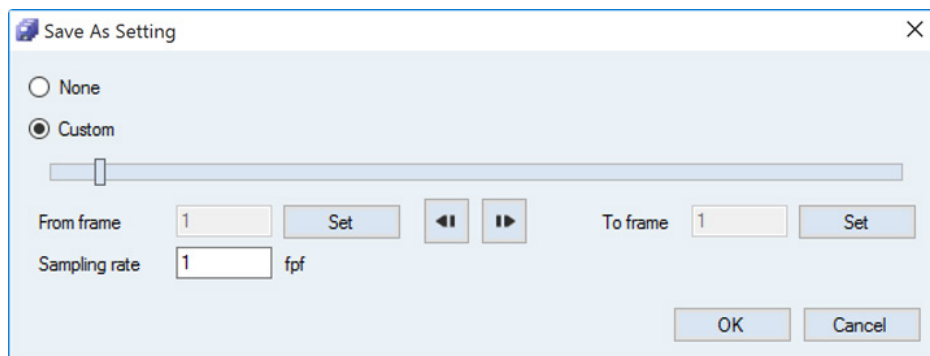 Save As Setting
None
Custom
From frame 1 Set To frame 1 Set
Sampling rate 1 fpf
OK Cancel